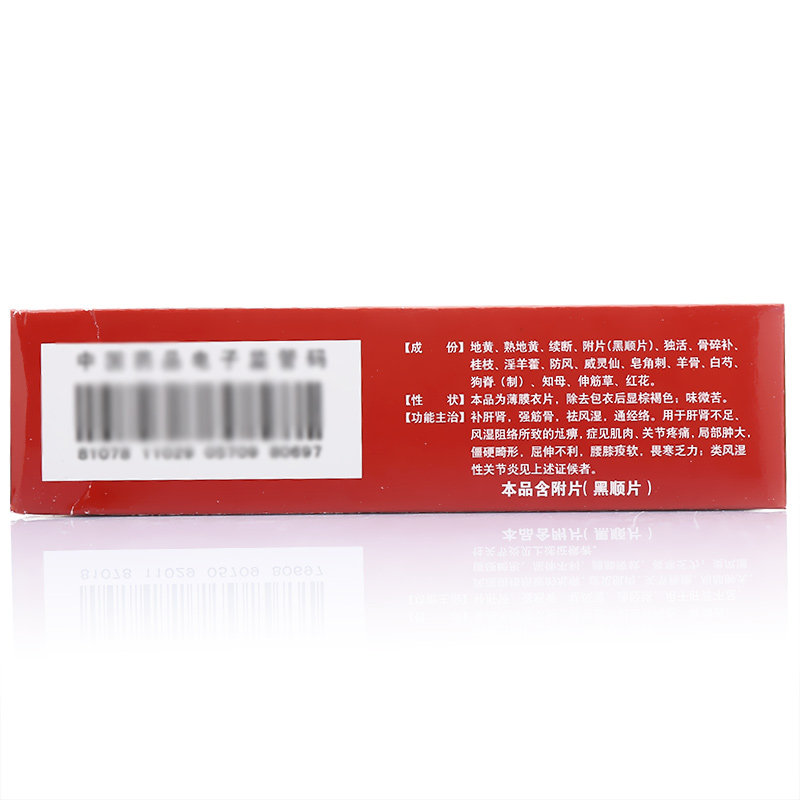 中国药品电子监管码
81078 11029 05709 80697
【成　份】地黄、熟地黄、续断、附片(黑顺片)、独活、骨碎补、
桂枝、淫羊藿、防风、威灵仙、皂角刺、羊骨、白芍、
狗脊（制）、知母、伸筋草、红花。
【性　状】本品为薄膜衣片，除去包衣后显棕褐色；味微苦。
【功能主治】补肝肾，强筋骨，祛风湿，通经络。用于肝肾不足、
风湿阻络所致的尪痹，症见肌肉、关节疼痛，局部肿大，
僵硬畸形，屈伸不利，腰膝痠软，畏寒乏力；类风湿
性关节炎见上述证候者。
本品含附片(黑顺片)